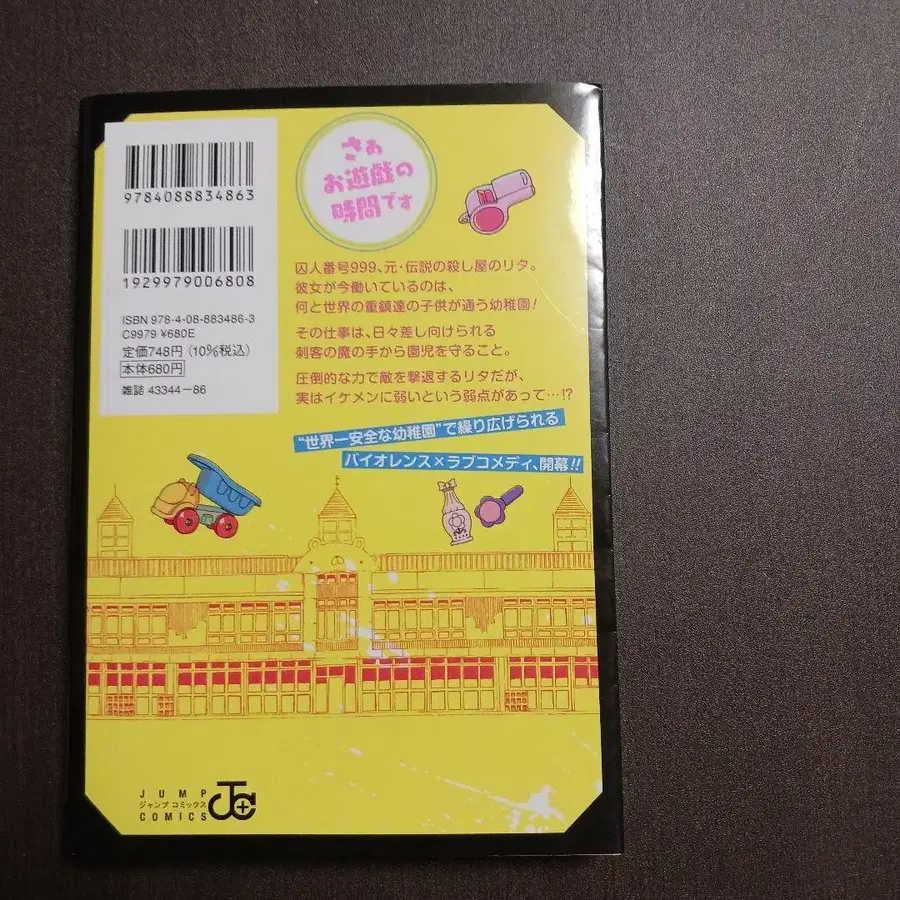 9784088834863
1929979006808
ISBN 978-4-08-883486-3
C9979 ¥680E
定価748円 (10%税込)
本体680円
雑誌 43344-86
さぁ
お遊戯の
時間です
囚人番号999、元・伝説の殺し屋のリタ。
彼女が今働いているのは、
何と世界の重鎮達の子供が通う幼稚園!
その仕事は、日々差し向けられる
刺客の魔の手から園児を守ること。
圧倒的な力で敵を撃退するリタだが、
実はイケメンに弱いという弱点があって…!?
“世界一安全な幼稚園”で繰り広げられる
バイオレンス×ラブコメディ、開幕!!
JUMP
ジャンプ コミックス
COMICS
JC+